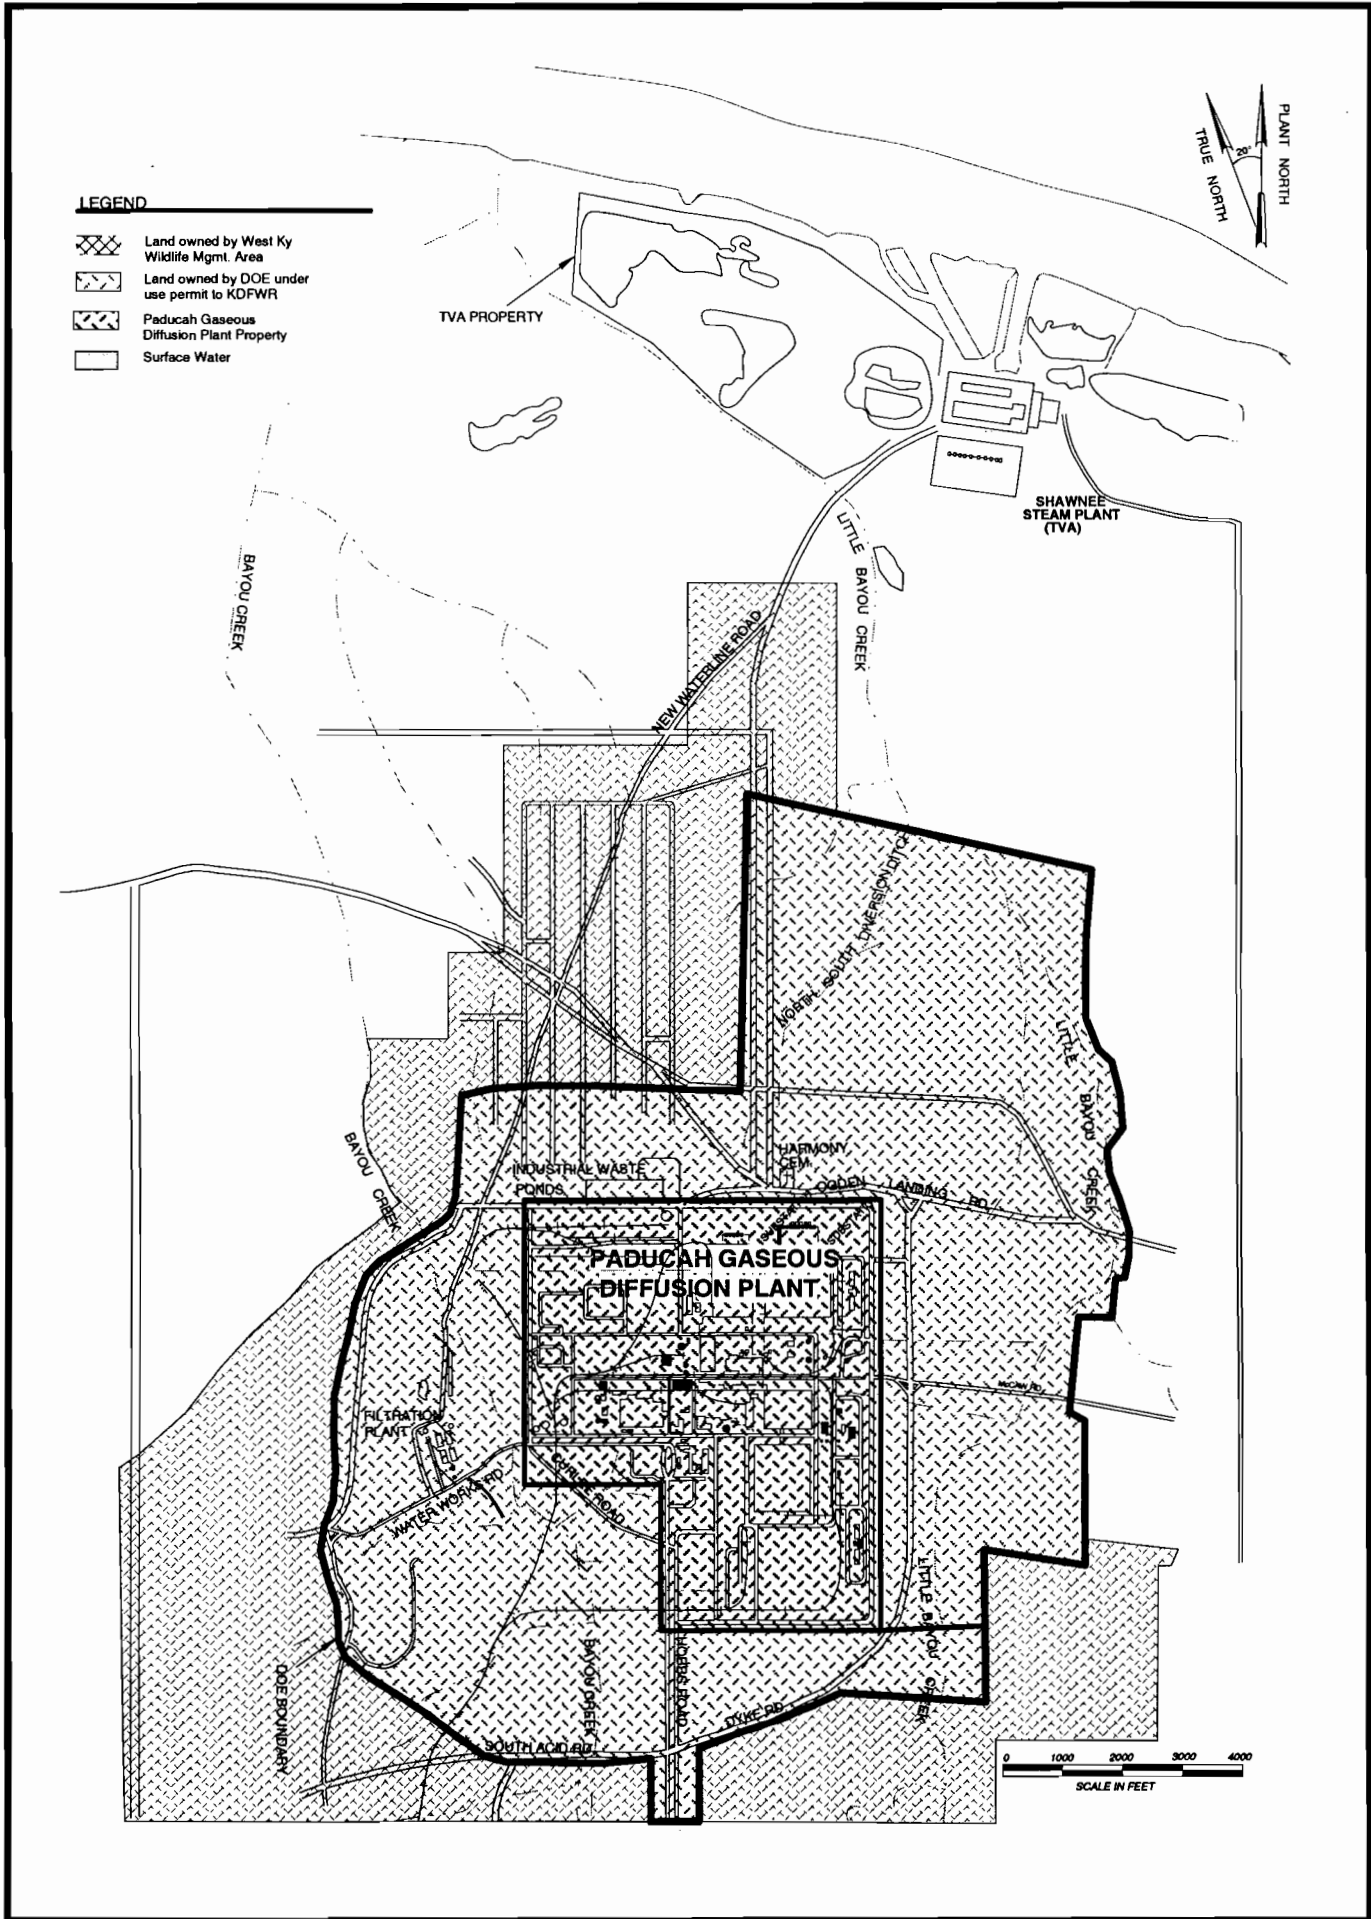 PLANT NORTH
TRUE NORTH
20°
LEGEND
Land owned by West Ky
Wildlife Mgmt. Area
Land owned by DOE under
use permit to KDFWR
Paducah Gaseous
Diffusion Plant Property
Surface Water
TVA PROPERTY
SHAWNEE
STEAM PLANT
(TVA)
LITTLE BAYOU CREEK
BAYOU CREEK
NEW WATERLINE ROAD
NORTH SOUTH DIVERSION DITCH
LITTLE BAYOU CREEK
BAYOU CREEK
HARMONY
CEM.
INDUSTRIAL WASTE
PONDS
OGDEN LANDING RD
PADUCAH GASEOUS
DIFFUSION PLANT
McCAW RD
FILTRATION
PLANT
WATER WORKS RD
CURLEE ROAD
LITTLE BAYOU CREEK
BAYOU CREEK
HOBBS ROAD
DYKE RD
DOE BOUNDARY
SOUTH ACID RD
0 1000 2000 3000 4000
SCALE IN FEET